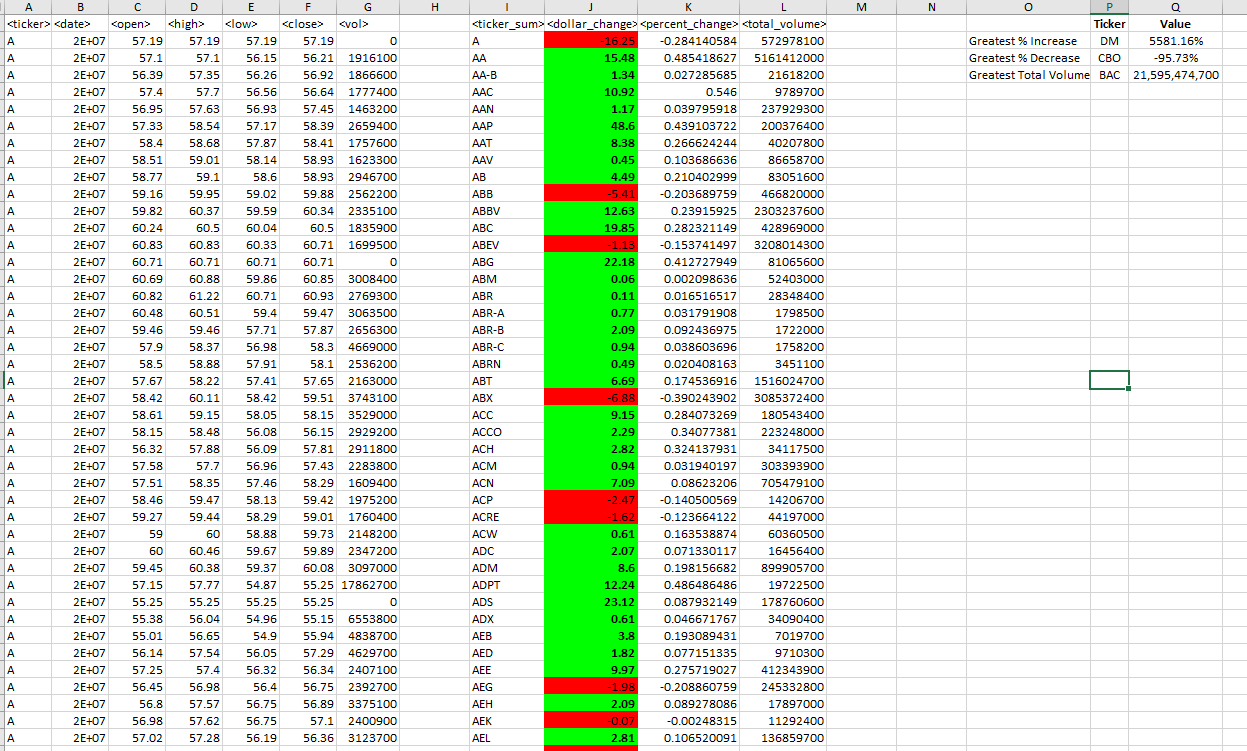 A B C D E F G H I J K L M N O P Q
<ticker> <date> <open> <high> <low> <close> <vol> <ticker_sum> <dollar_change> <percent_change> <total_volume> Ticker Value
A 2E+07 57.19 57.19 57.19 57.19 0 A -16.25 -0.284140584 572978100 Greatest % Increase DM 5581.16%
A 2E+07 57.1 57.1 56.15 56.21 1916100 AA 15.48 0.485418627 5161412000 Greatest % Decrease CBO -95.73%
A 2E+07 56.39 57.35 56.26 56.92 1866600 AA-B 1.34 0.027285685 21618200 Greatest Total Volume BAC 21,595,474,700
A 2E+07 57.4 57.7 56.56 56.64 1777400 AAC 10.92 0.546 9789700
A 2E+07 56.95 57.63 56.93 57.45 1463200 AAN 1.17 0.039795918 237929300
A 2E+07 57.33 58.54 57.17 58.39 2659400 AAP 48.6 0.439103722 200376400
A 2E+07 58.4 58.68 57.87 58.41 1757600 AAT 8.38 0.266624244 40207800
A 2E+07 58.51 59.01 58.14 58.93 1623300 AAV 0.45 0.103686636 86658700
A 2E+07 58.77 59.1 58.6 58.93 2946700 AB 4.49 0.210402999 83051600
A 2E+07 59.16 59.95 59.02 59.88 2562200 ABB -5.41 -0.203689759 466820000
A 2E+07 59.82 60.37 59.59 60.34 2335100 ABBV 12.63 0.23915925 2303237600
A 2E+07 60.24 60.5 60.04 60.5 1835900 ABC 19.85 0.282321149 428969000
A 2E+07 60.83 60.83 60.33 60.71 1699500 ABEV -1.13 -0.153741497 3208014300
A 2E+07 60.71 60.71 60.71 60.71 0 ABG 22.18 0.412727949 81065600
A 2E+07 60.69 60.88 59.86 60.85 3008400 ABM 0.06 0.002098636 52403000
A 2E+07 60.82 61.22 60.71 60.93 2769300 ABR 0.11 0.016516517 28348400
A 2E+07 60.48 60.51 59.4 59.47 3063500 ABR-A 0.77 0.031791908 1798500
A 2E+07 59.46 59.46 57.71 57.87 2656300 ABR-B 2.09 0.092436975 1722000
A 2E+07 57.9 58.37 56.98 58.3 4669000 ABR-C 0.94 0.038603696 1758200
A 2E+07 58.5 58.88 57.91 58.1 2536200 ABRN 0.49 0.020408163 3451100
A 2E+07 57.67 58.22 57.41 57.65 2163000 ABT 6.69 0.174536916 1516024700
A 2E+07 58.42 60.11 58.42 59.51 3743100 ABX -6.88 -0.390243902 3085372400
A 2E+07 58.61 59.15 58.05 58.15 3529000 ACC 9.15 0.284073269 180543400
A 2E+07 58.15 58.48 56.08 56.15 2929200 ACCO 2.29 0.34077381 223248000
A 2E+07 56.32 57.88 56.09 57.81 2911800 ACH 2.82 0.324137931 34117500
A 2E+07 57.58 57.7 56.96 57.43 2283800 ACM 0.94 0.031940197 303393900
A 2E+07 57.51 58.35 57.46 58.29 1609400 ACN 7.09 0.08623206 705479100
A 2E+07 58.46 59.47 58.13 59.42 1975200 ACP -2.47 -0.140500569 14206700
A 2E+07 59.27 59.44 58.29 59.01 1760400 ACRE -1.62 -0.123664122 44197000
A 2E+07 59 60 58.88 59.73 2148200 ACW 0.61 0.163538874 60360500
A 2E+07 60 60.46 59.67 59.89 2347200 ADC 2.07 0.071330117 16456400
A 2E+07 59.45 60.38 59.37 60.08 3097000 ADM 8.6 0.198156682 899905700
A 2E+07 57.15 57.77 54.87 55.25 17862700 ADPT 12.24 0.486486486 19722500
A 2E+07 55.25 55.25 55.25 55.25 0 ADS 23.12 0.087932149 178760600
A 2E+07 55.38 56.04 54.96 55.15 6553800 ADX 0.61 0.046671767 34090400
A 2E+07 55.01 56.65 54.9 55.94 4838700 AEB 3.8 0.193089431 7019700
A 2E+07 56.14 57.54 56.05 57.29 4629700 AED 1.82 0.077151335 9710300
A 2E+07 57.25 57.4 56.32 56.34 2407100 AEE 9.97 0.275719027 412343900
A 2E+07 56.45 56.98 56.4 56.75 2392700 AEG -1.98 -0.208860759 245332800
A 2E+07 56.8 57.57 56.75 56.89 3375100 AEH 2.09 0.089278086 17897000
A 2E+07 56.98 57.62 56.75 57.1 2400900 AEK -0.07 -0.00248315 11292400
A 2E+07 57.02 57.28 56.19 56.36 3123700 AEL 2.81 0.106520091 136859700